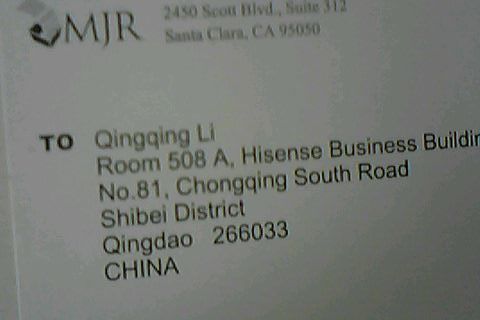 MJR
2450 Scott Blvd., Suite 312
Santa Clara, CA 95050
TO
Qingqing Li
Room 508 A, Hisense Business Buildin
No.81, Chongqing South Road
Shibei District
Qingdao 266033
CHINA